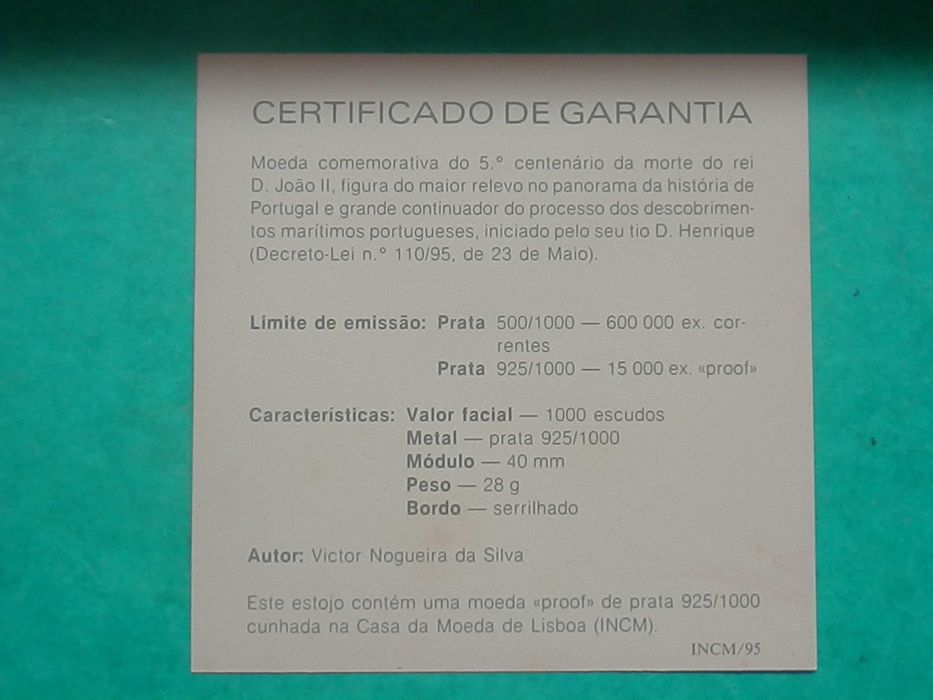 CERTIFICADO DE GARANTIA
Moeda comemorativa do 5.º centenário da morte do rei
D. João II, figura do maior relevo no panorama da história de
Portugal e grande continuador do processo dos descobrimen-
tos marítimos portugueses, iniciado pelo seu tio D. Henrique
(Decreto-Lei n.º 110/95, de 23 de Maio).
Limite de emissão: Prata 500/1000 — 600 000 ex. cor-
rentes
Prata 925/1000 — 15 000 ex. «proof»
Características: Valor facial — 1000 escudos
Metal — prata 925/1000
Módulo — 40 mm
Peso — 28 g
Bordo — serrilhado
Autor: Victor Nogueira da Silva
Este estojo contém uma moeda «proof» de prata 925/1000
cunhada na Casa da Moeda de Lisboa (INCM).
INCM/95